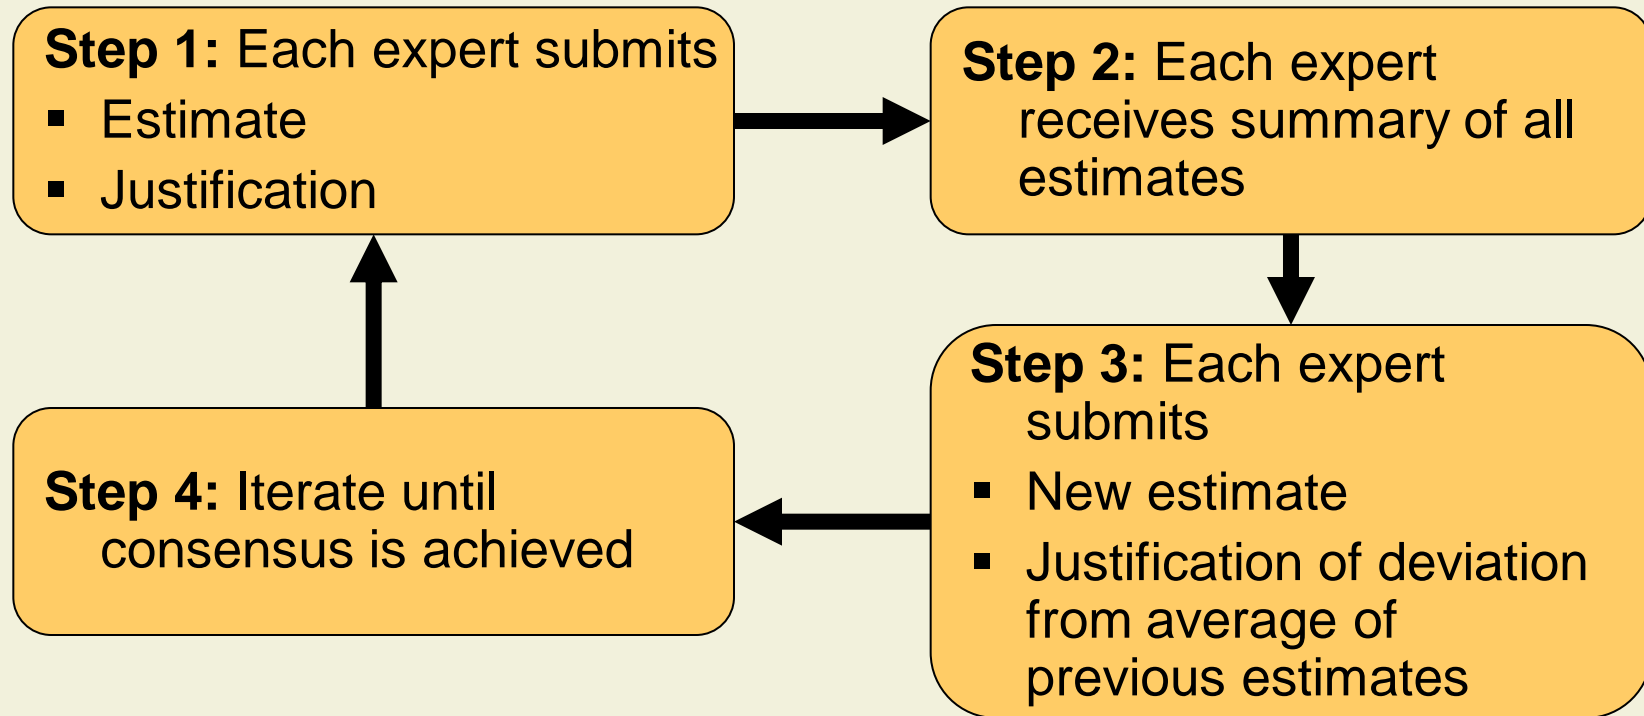 Step 1: Each expert submits
▪ Estimate
▪ Justification
Step 2: Each expert
receives summary of all
estimates
Step 3: Each expert
submits
▪ New estimate
▪ Justification of deviation
from average of
previous estimates
Step 4: Iterate until
consensus is achieved